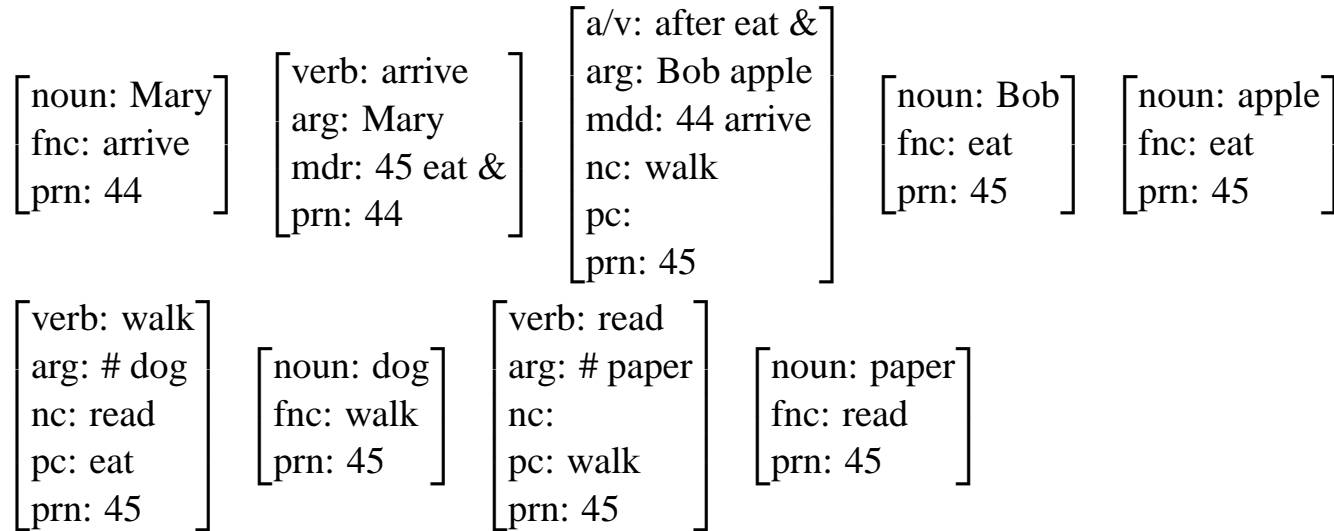 noun: Mary
fnc: arrive
prn: 44
verb: arrive
arg: Mary
mdr: 45 eat &
prn: 44
a/v: after eat &
arg: Bob apple
mdd: 44 arrive
nc: walk
pc:
prn: 45
noun: Bob
fnc: eat
prn: 45
noun: apple
fnc: eat
prn: 45
verb: walk
arg: # dog
nc: read
pc: eat
prn: 45
noun: dog
fnc: walk
prn: 45
verb: read
arg: # paper
nc:
pc: walk
prn: 45
noun: paper
fnc: read
prn: 45